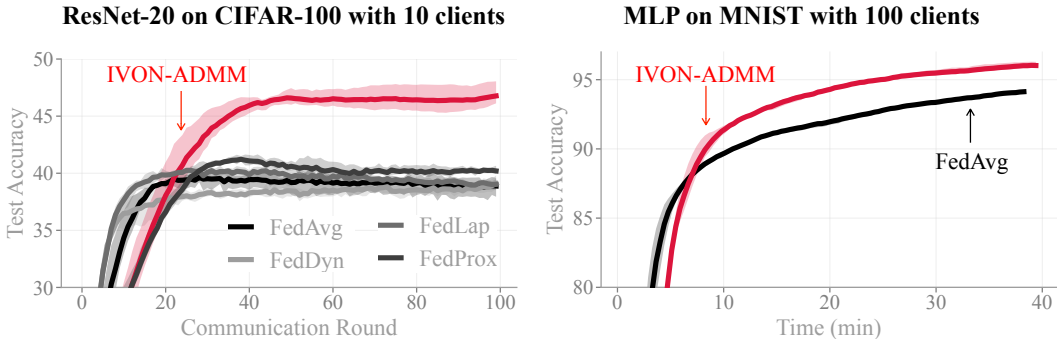 ResNet-20 on CIFAR-100 with 10 clients
50
45
40
35
30
Test Accuracy
IVON-ADMM
FedAvg
FedLap
FedDyn
FedProx
0
20
40
60
80
100
Communication Round
MLP on MNIST with 100 clients
95
90
85
80
Test Accuracy
IVON-ADMM
FedAvg
0
10
20
30
40
Time (min)